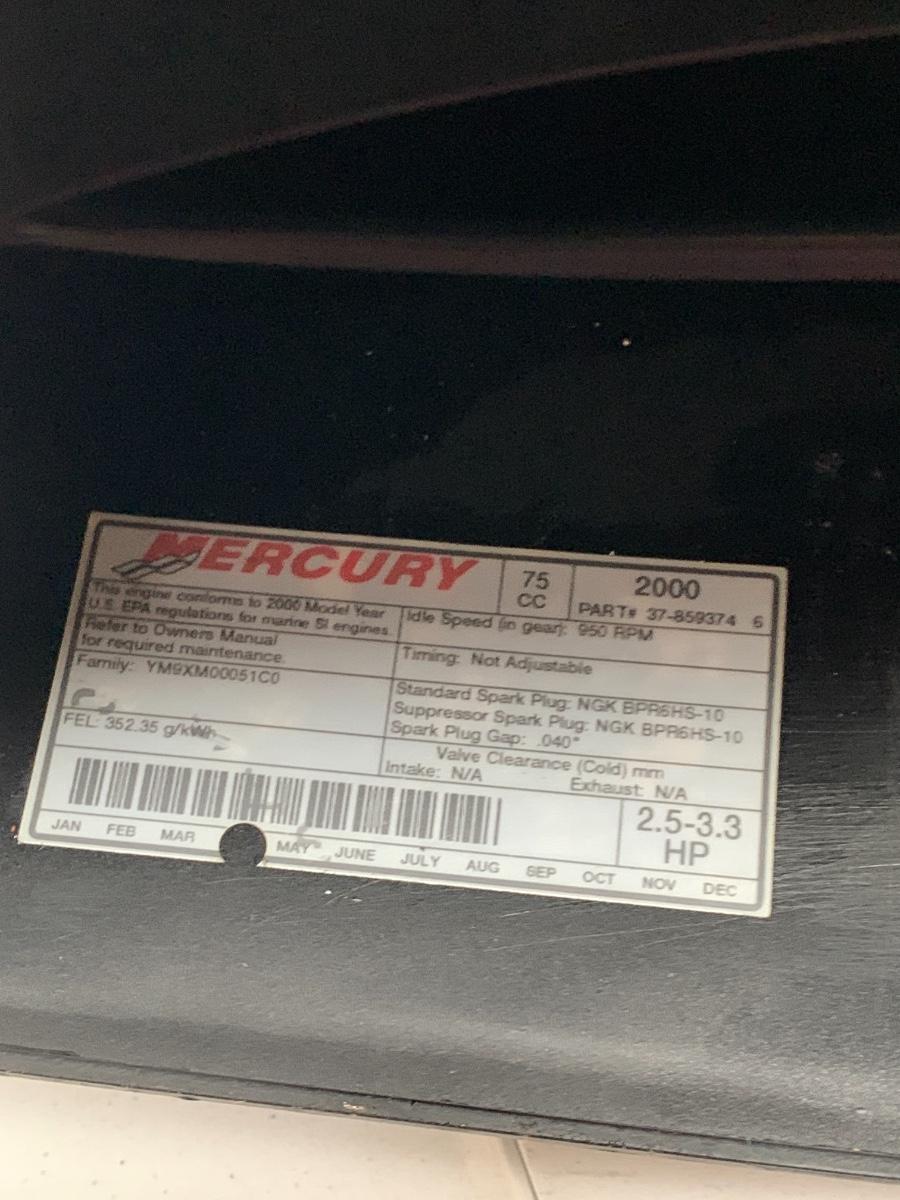 MERCURY
75
CC
2000
PART# 37-859374 6
This engine conforms to 2000 Model Year
U.S. EPA regulations for marine SI engines.
Idle Speed (in gear): 950 RPM
Refer to Owners Manual
for required maintenance.
Timing: Not Adjustable
Family: YM9XM00051C0
Standard Spark Plug: NGK BPR6HS-10
Suppressor Spark Plug: NGK BPR6HS-10
Spark Plug Gap: .040"
FEL: 352.35 g/kWh
Valve Clearance (Cold) mm
Intake: N/A Exhaust: N/A
2.5-3.3
HP
JAN FEB MAR MAY JUNE JULY AUG SEP OCT NOV DEC